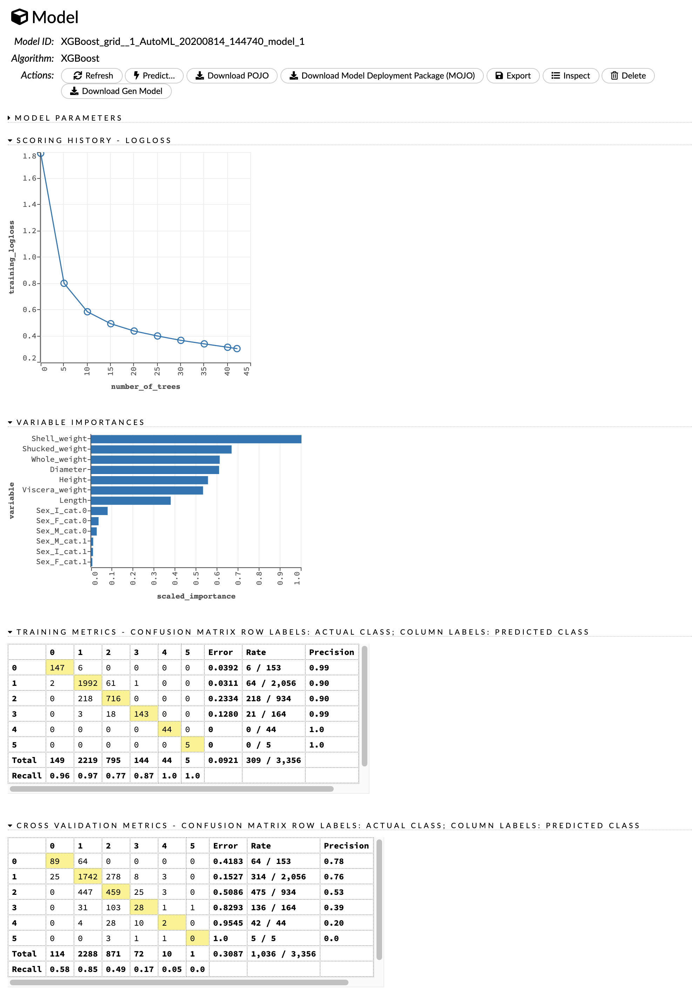 Model
Model ID: XGBoost_grid__1_AutoML_20200814_144740_model_1
Algorithm: XGBoost
Actions: Refresh Predict... Download POJO Download Model Deployment Package (MOJO) Export Inspect Delete
Download Gen Model
MODEL PARAMETERS
SCORING HISTORY - LOGLOSS
1.8
1.6
1.4
1.2
1.0
0.8
0.6
0.4
0.2
training_logloss
0 5 10 15 20 25 30 35 40 45
number_of_trees
VARIABLE IMPORTANCES
Shell_weight
Shucked_weight
Whole_weight
Diameter
Height
Viscera_weight
Length
Sex_I_cat.0
Sex_F_cat.0
Sex_M_cat.0
Sex_M_cat.1
Sex_I_cat.1
Sex_F_cat.1
variable
0.0 0.1 0.2 0.3 0.4 0.5 0.6 0.7 0.8 0.9 1.0
scaled_importance
TRAINING METRICS - CONFUSION MATRIX ROW LABELS: ACTUAL CLASS; COLUMN LABELS: PREDICTED CLASS
0 1 2 3 4 5 Error Rate Precision
0 147 6 0 0 0 0 0.0392 6 / 153 0.99
1 2 1992 61 1 0 0 0.0311 64 / 2,056 0.90
2 0 218 716 0 0 0 0.2334 218 / 934 0.90
3 0 3 18 143 0 0 0.1280 21 / 164 0.99
4 0 0 0 0 44 0 0 0 / 44 1.0
5 0 0 0 0 0 5 0 0 / 5 1.0
Total 149 2219 795 144 44 5 0.0921 309 / 3,356
Recall 0.96 0.97 0.77 0.87 1.0 1.0
CROSS VALIDATION METRICS - CONFUSION MATRIX ROW LABELS: ACTUAL CLASS; COLUMN LABELS: PREDICTED CLASS
0 1 2 3 4 5 Error Rate Precision
0 89 64 0 0 0 0 0.4183 64 / 153 0.78
1 25 1742 278 8 3 0 0.1527 314 / 2,056 0.76
2 0 447 459 25 3 0 0.5086 475 / 934 0.53
3 0 31 103 28 1 1 0.8293 136 / 164 0.39
4 0 4 28 10 2 0 0.9545 42 / 44 0.20
5 0 0 3 1 1 0 1.0 5 / 5 0.0
Total 114 2288 871 72 10 1 0.3087 1,036 / 3,356
Recall 0.58 0.85 0.49 0.17 0.05 0.0